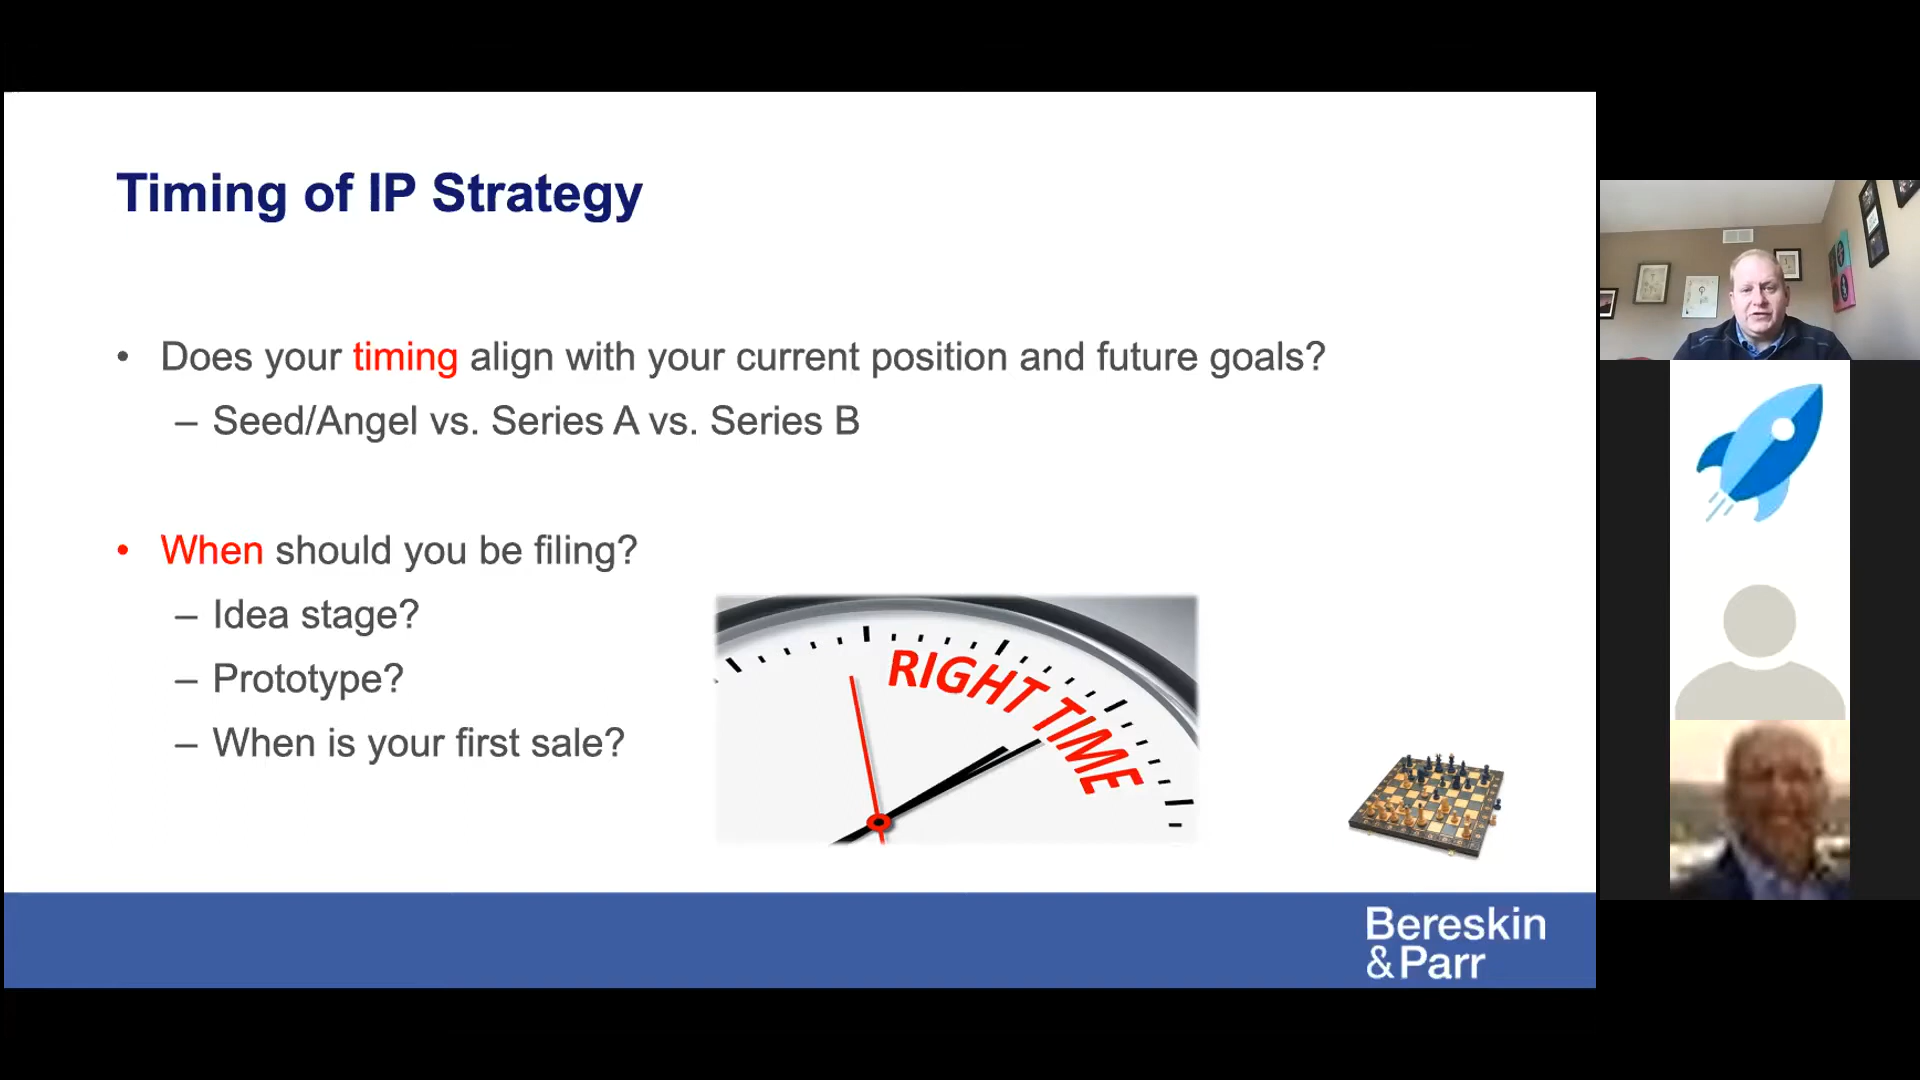 Timing of IP Strategy
• Does your timing align with your current position and future goals?
– Seed/Angel vs. Series A vs. Series B
• When should you be filing?
– Idea stage?
– Prototype?
– When is your first sale?
RIGHT TIME
Bereskin
& Parr